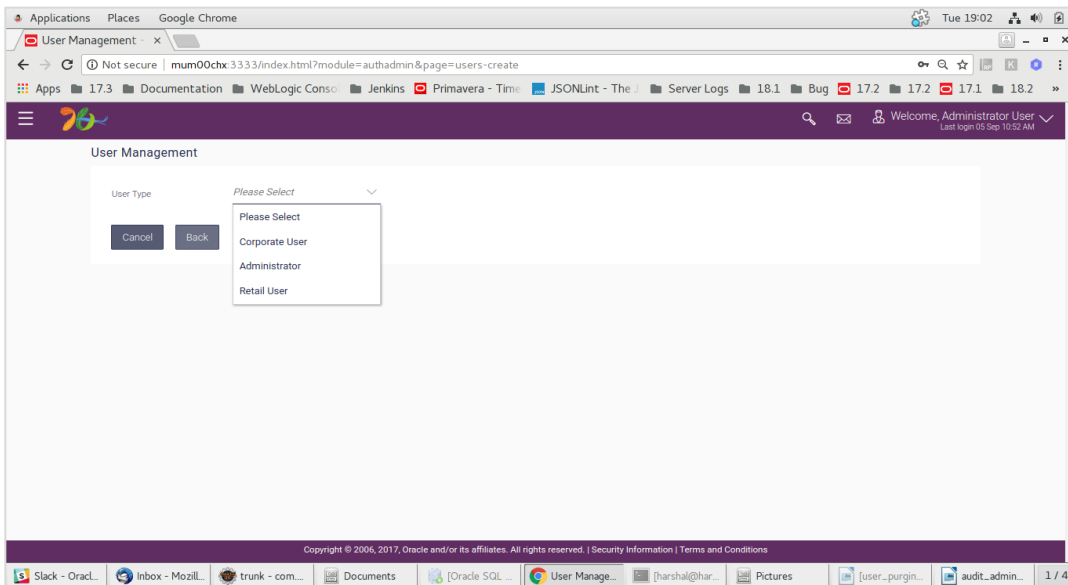 Applications Places Google Chrome Tue 19:02
User Management -
Not secure | mum00chx:3333/index.html?module=authadmin&page=users-create
Apps 17.3 Documentation WebLogic Conso Jenkins Primavera - Time JSONLint - The J Server Logs 18.1 Bug 17.2 17.2 17.1 18.2 »
Welcome, Administrator User
Last login 05 Sep 10:52 AM
User Management
User Type Please Select
Please Select
Cancel Back Corporate User
Administrator
Retail User
Copyright © 2006, 2017, Oracle and/or its affiliates. All rights reserved. | Security Information | Terms and Conditions
Slack - Oracl... Inbox - Mozill... trunk - com.... Documents [Oracle SQL ... User Manage... [harshal@har... Pictures [user_purgin... audit_admin... 1 / 4